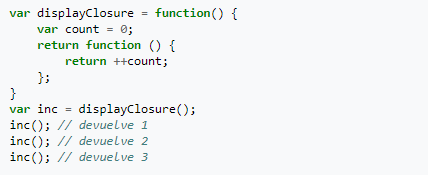 var displayClosure = function() {
    var count = 0;
    return function () {
        return ++count;
    };
}
var inc = displayClosure();
inc(); // devuelve 1
inc(); // devuelve 2
inc(); // devuelve 3